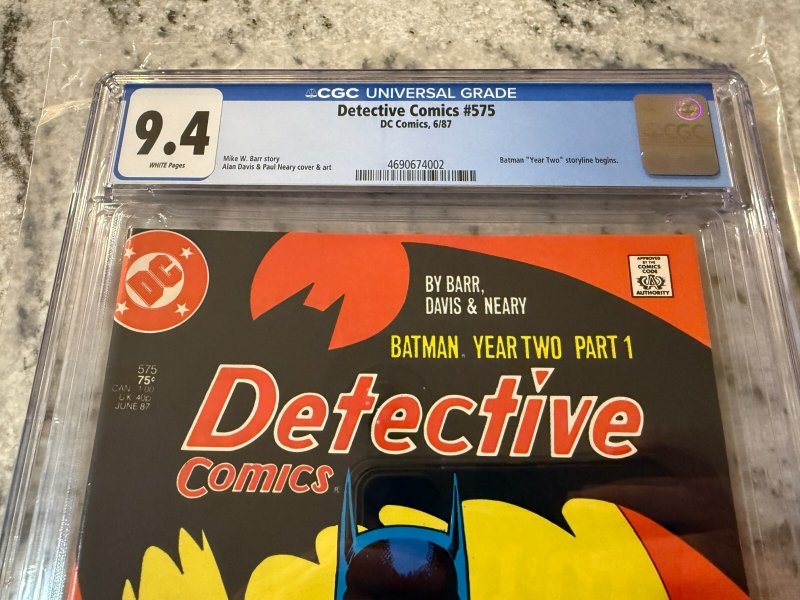 CGC UNIVERSAL GRADE
9.4
WHITE Pages
Detective Comics #575
DC Comics, 6/87
Mike W. Barr story
Alan Davis & Paul Neary cover & art
4690674002
Batman "Year Two" storyline begins.
CGC
DC
BY BARR,
DAVIS & NEARY
APPROVED
BY THE
COMICS
CODE
CA
AUTHORITY
BATMAN YEAR TWO PART 1
575
75¢
CAN 1.00
UK 40p
JUNE 87
Detective
Comics